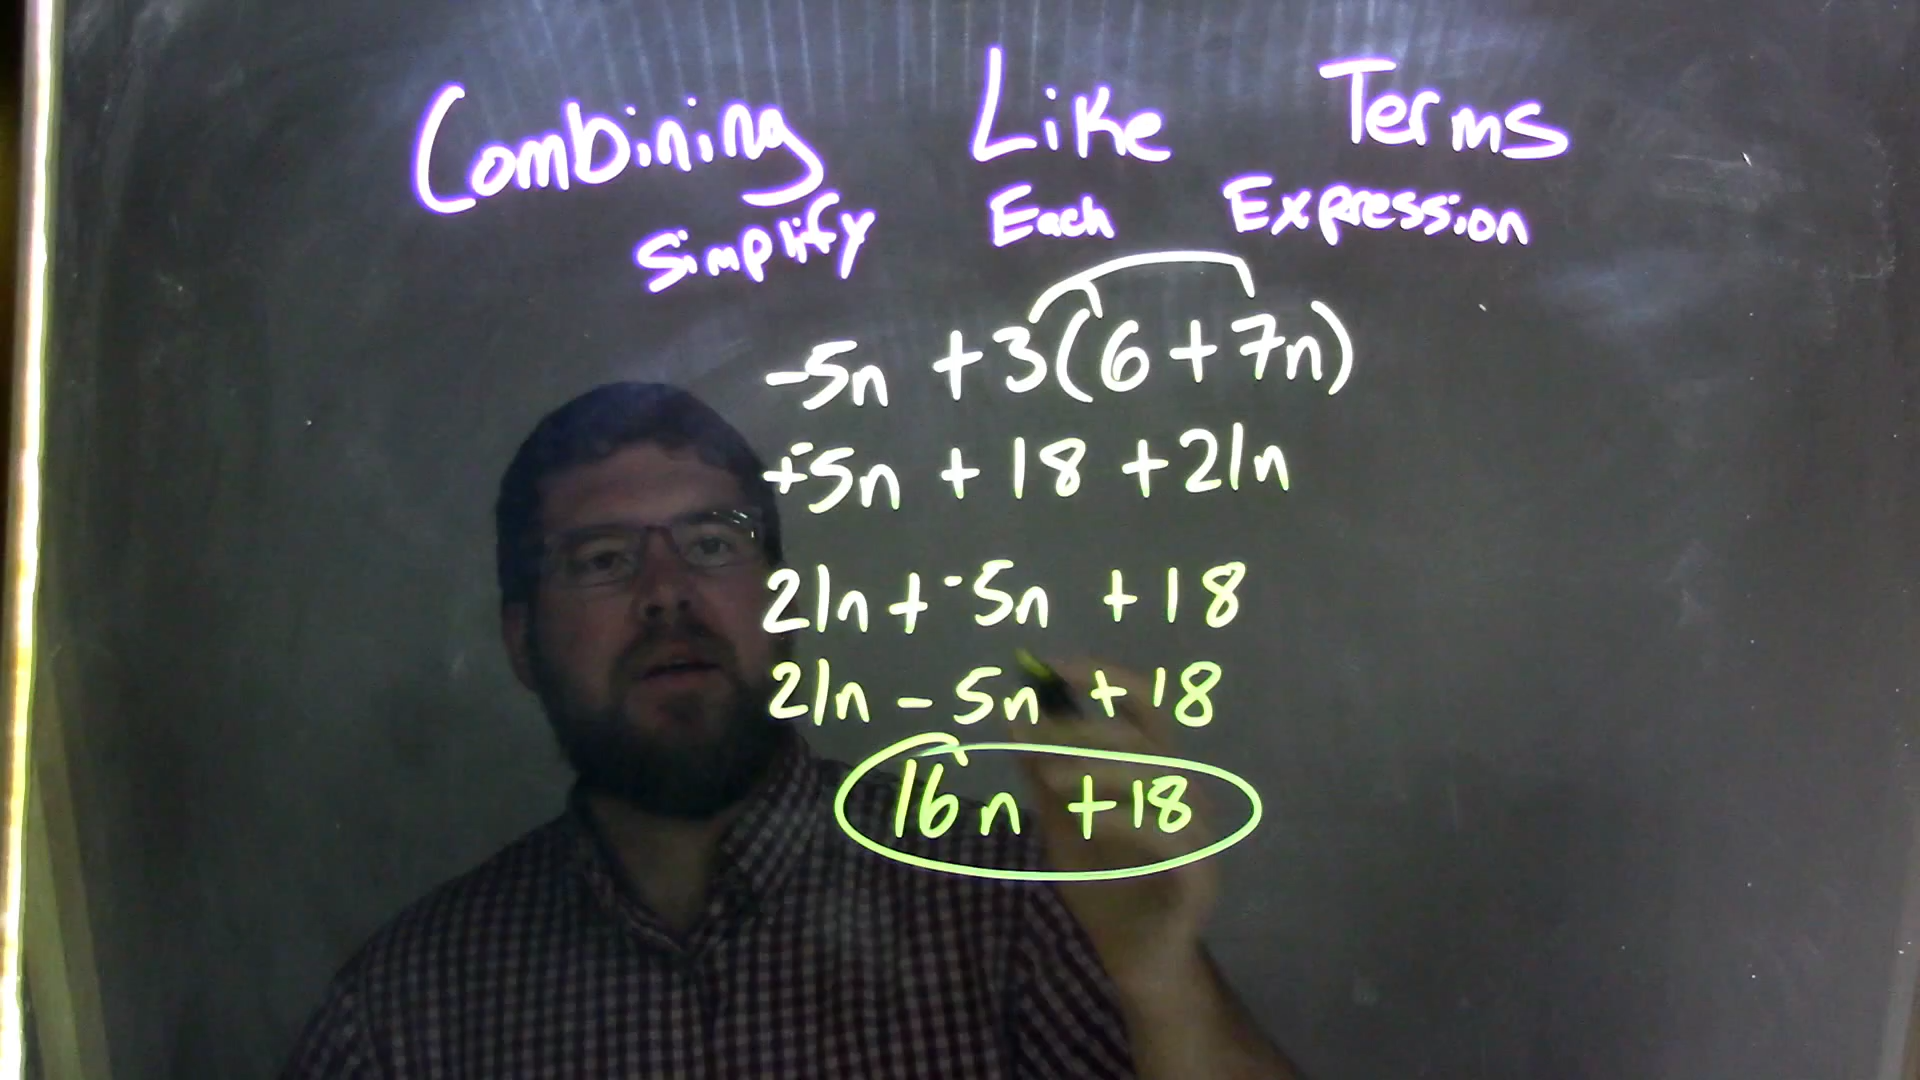 Combining Like Terms
Simplify Each Expression
-5n +3(6+7n)
+-5n + 18 +21n
21n+-5n +18
21n - 5n +18
16n +18